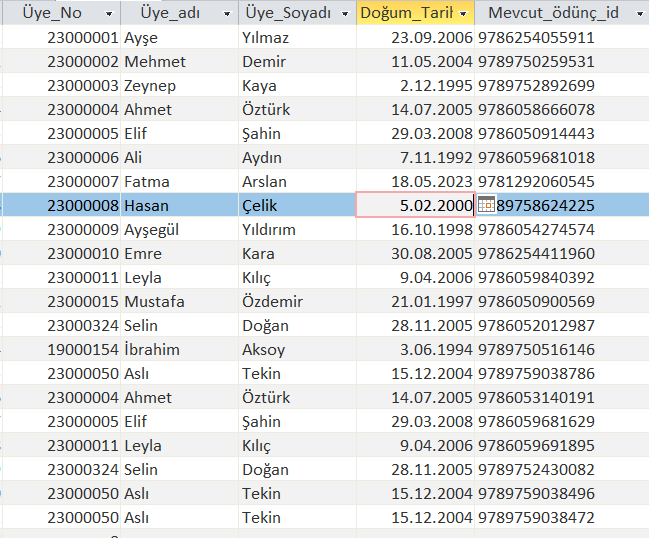 Üye_No Üye_adı Üye_Soyadı Doğum_Tarih Mevcut_ödünç_id
23000001 Ayşe Yılmaz 23.09.2006 9786254055911
23000002 Mehmet Demir 11.05.2004 9789750259531
23000003 Zeynep Kaya 2.12.1995 9789752892699
23000004 Ahmet Öztürk 14.07.2005 9786058666078
23000005 Elif Şahin 29.03.2008 9786050914443
23000006 Ali Aydın 7.11.1992 9786059681018
23000007 Fatma Arslan 18.05.2023 9781292060545
23000008 Hasan Çelik 5.02.2000 89758624225
23000009 Ayşegül Yıldırım 16.10.1998 9786054274574
23000010 Emre Kara 30.08.2005 9786254411960
23000011 Leyla Kılıç 9.04.2006 9786059840392
23000015 Mustafa Özdemir 21.01.1997 9786050900569
23000324 Selin Doğan 28.11.2005 9786052012987
19000154 İbrahim Aksoy 3.06.1994 9789750516146
23000050 Aslı Tekin 15.12.2004 9789759038786
23000004 Ahmet Öztürk 14.07.2005 9786053140191
23000005 Elif Şahin 29.03.2008 9786059681629
23000011 Leyla Kılıç 9.04.2006 9786059691895
23000324 Selin Doğan 28.11.2005 9789752430082
23000050 Aslı Tekin 15.12.2004 9789759038496
23000050 Aslı Tekin 15.12.2004 9789759038472